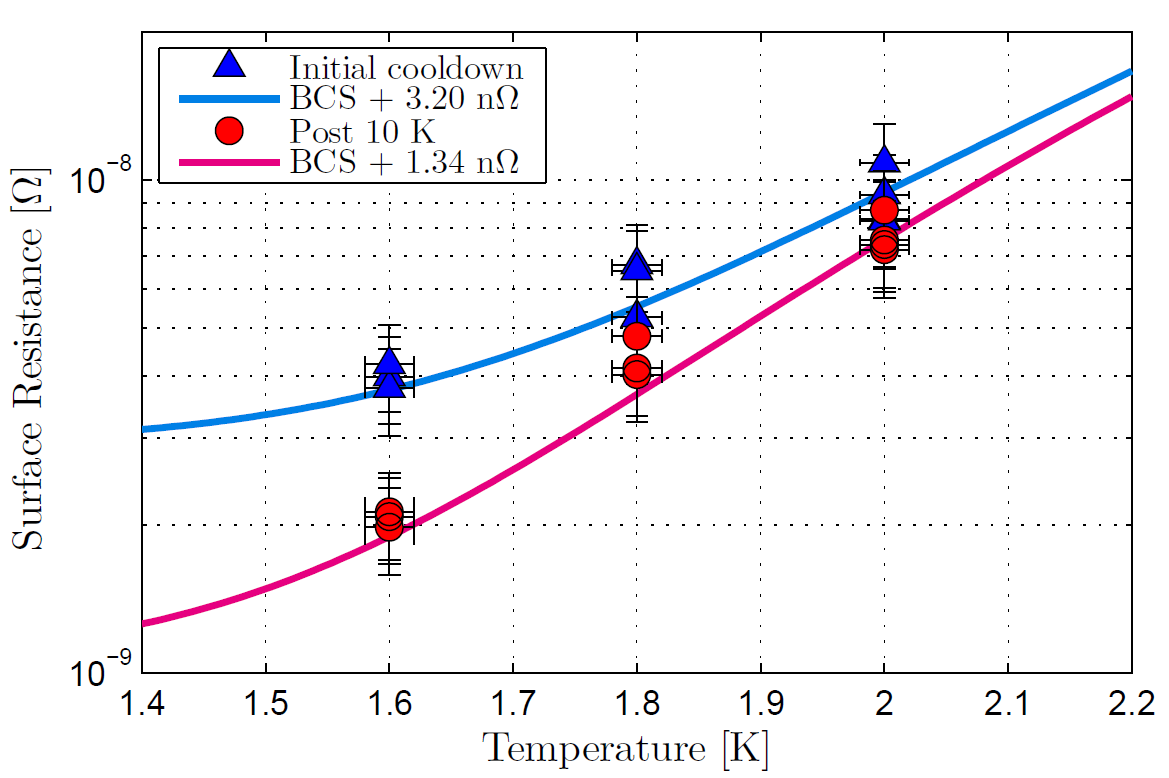 Initial cooldown
BCS + 3.20 nΩ
Post 10 K
BCS + 1.34 nΩ
Surface Resistance [Ω]
10⁻⁸
10⁻⁹
1.4 1.5 1.6 1.7 1.8 1.9 2 2.1 2.2
Temperature [K]